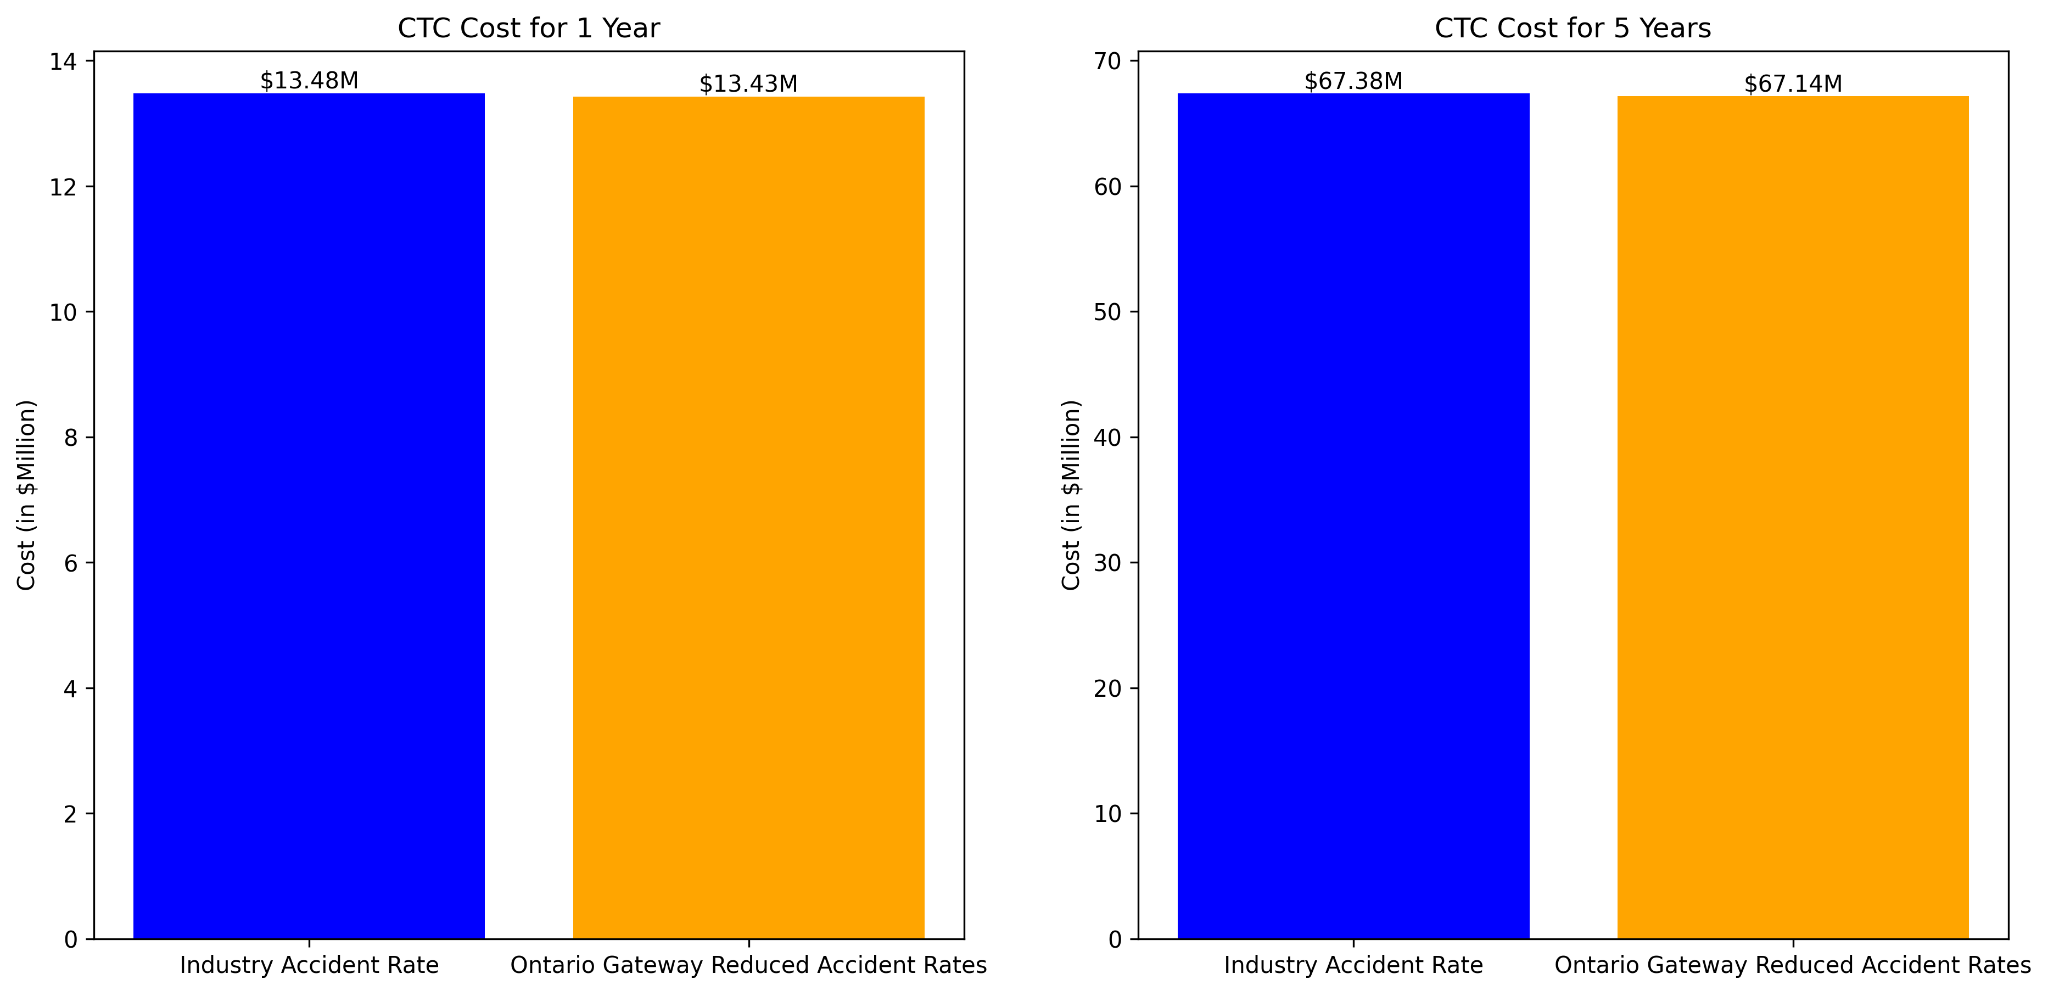 CTC Cost for 1 Year
14
12
10
8
6
4
2
0
Cost (in $Million)
$13.48M
$13.43M
Industry Accident Rate
Ontario Gateway Reduced Accident Rates
CTC Cost for 5 Years
70
60
50
40
30
20
10
0
Cost (in $Million)
$67.38M
$67.14M
Industry Accident Rate
Ontario Gateway Reduced Accident Rates